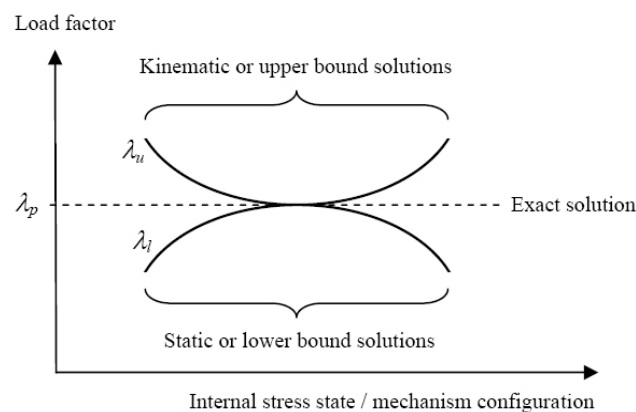 Load factor
Kinematic or upper bound solutions
λu
λp
Exact solution
λl
Static or lower bound solutions
Internal stress state / mechanism configuration